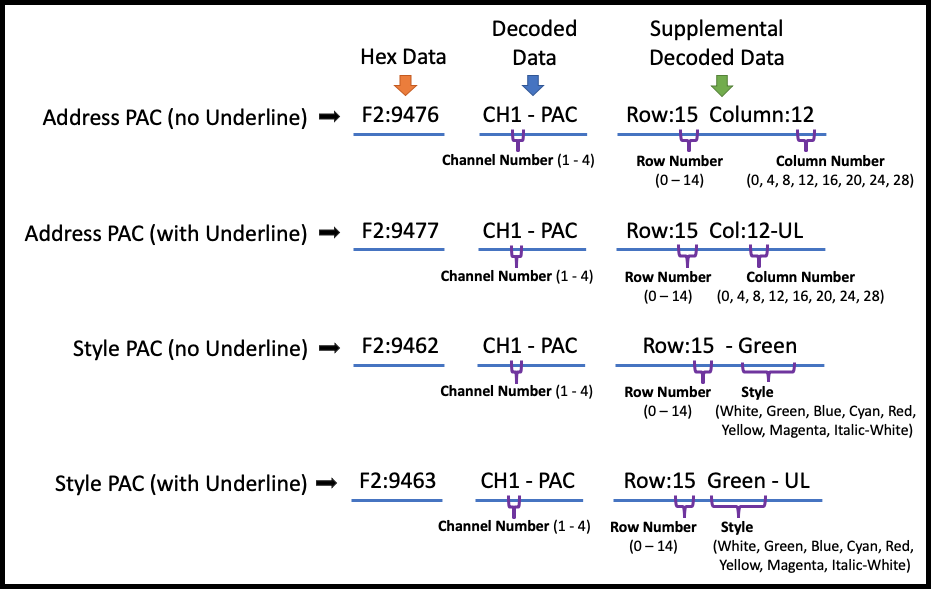 Hex Data
Decoded
Data
Supplemental
Decoded Data
Address PAC (no Underline)
F2:9476
CH1 - PAC
Row:15 Column:12
Channel Number (1 - 4)
Row Number
(0 – 14)
Column Number
(0, 4, 8, 12, 16, 20, 24, 28)
Address PAC (with Underline)
F2:9477
CH1 - PAC
Row:15 Col:12-UL
Channel Number (1 - 4)
Row Number
(0 – 14)
Column Number
(0, 4, 8, 12, 16, 20, 24, 28)
Style PAC (no Underline)
F2:9462
CH1 - PAC
Row:15 - Green
Channel Number (1 - 4)
Row Number
(0 – 14)
Style
(White, Green, Blue, Cyan, Red,
Yellow, Magenta, Italic-White)
Style PAC (with Underline)
F2:9463
CH1 - PAC
Row:15 Green - UL
Channel Number (1 - 4)
Row Number
(0 – 14)
Style
(White, Green, Blue, Cyan, Red,
Yellow, Magenta, Italic-White)